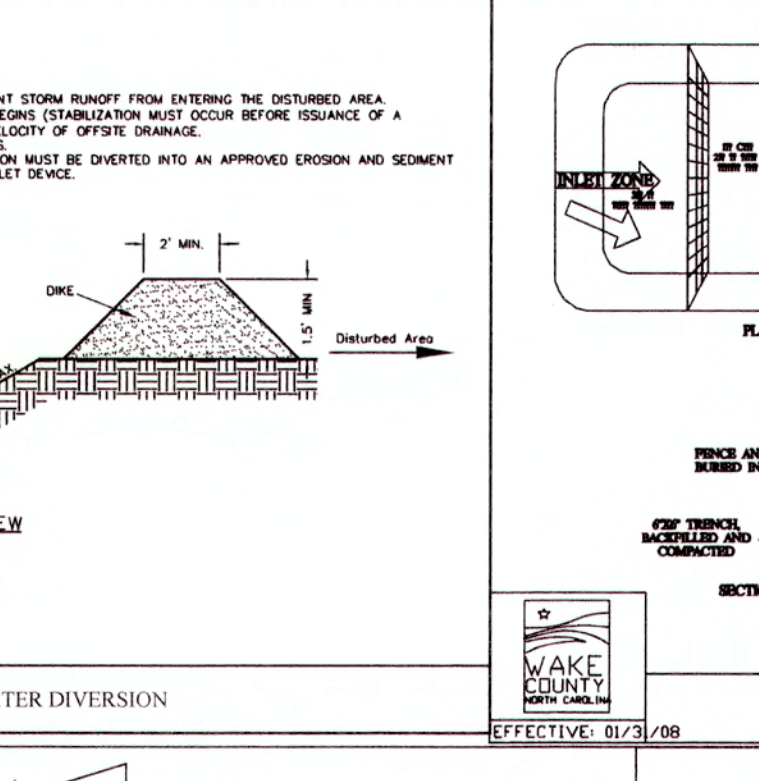 NT STORM RUNOFF FROM ENTERING THE DISTURBED AREA.
EGINS (STABILIZATION MUST OCCUR BEFORE ISSUANCE OF A
ELOCITY OF OFFSITE DRAINAGE.
S.
ON MUST BE DIVERTED INTO AN APPROVED EROSION AND SEDIMENT
LET DEVICE.
2' MIN.
DIKE
1.5' MIN
Disturbed Area
EW
TER DIVERSION
INLET ZONE
PL
FENCE AN
BURIED IN
6"X6" TRENCH,
BACKFILLED AND
COMPACTED
SECTI
WAKE
COUNTY
NORTH CAROLINA
EFFECTIVE: 01/31/08